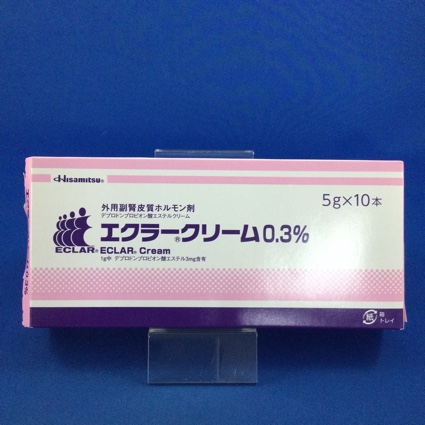 Hisamitsu®
5g×10本
外用副腎皮質ホルモン剤
デプロドンプロピオン酸エステルクリーム
エクラー®クリーム0.3%
ECLAR® ECLAR® Cream
1g中 デプロドンプロピオン酸エステル3mg含有
紙
箱
トレイ